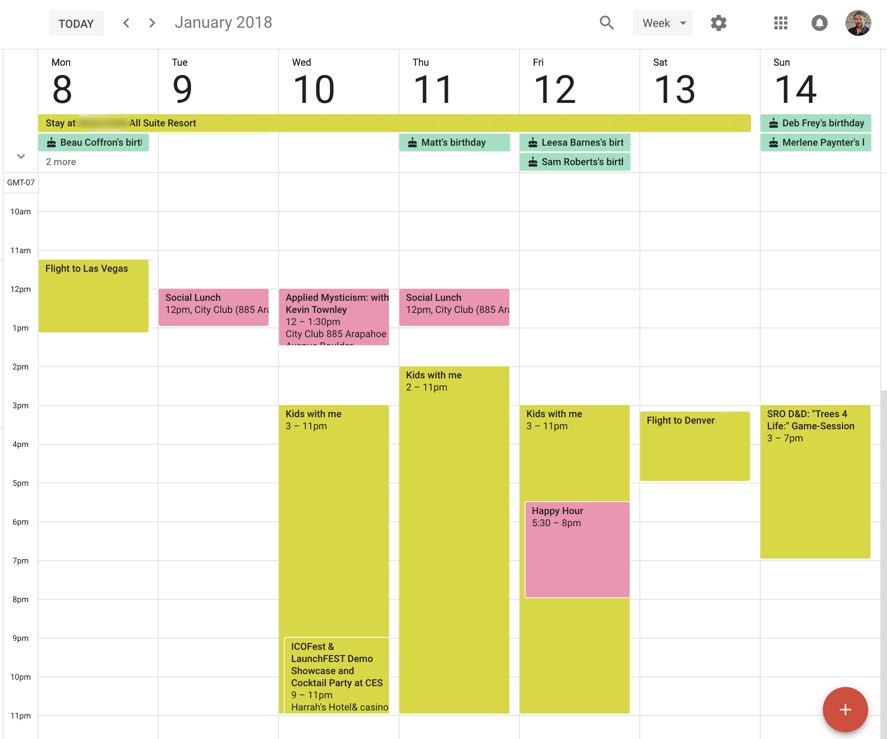 TODAY
January 2018
Week
Mon
8
Tue
9
Wed
10
Thu
11
Fri
12
Sat
13
Sun
14
Stay at
All Suite Resort
Deb Frey's birthday
Beau Coffron's birtl
Matt's birthday
Leesa Barnes's birt
Merlene Paynter's l
2 more
Sam Roberts's birtl
GMT-07
10am
11am
12pm
1pm
2pm
3pm
4pm
5pm
6pm
7pm
8pm
9pm
10pm
11pm
Flight to Las Vegas
Social Lunch
12pm, City Club (885 Ara
Applied Mysticism: with
Kevin Townley
12 – 1:30pm
City Club 885 Arapahoe
Avenue Boulder
Social Lunch
12pm, City Club (885 Ara
Kids with me
2 – 11pm
Kids with me
3 – 11pm
Kids with me
3 – 11pm
Flight to Denver
SRO D&D: "Trees 4
Life:" Game-Session
3 – 7pm
Happy Hour
5:30 – 8pm
ICOFest &
LaunchFEST Demo
Showcase and
Cocktail Party at CES
9 – 11pm
Harrah's Hotel& casino